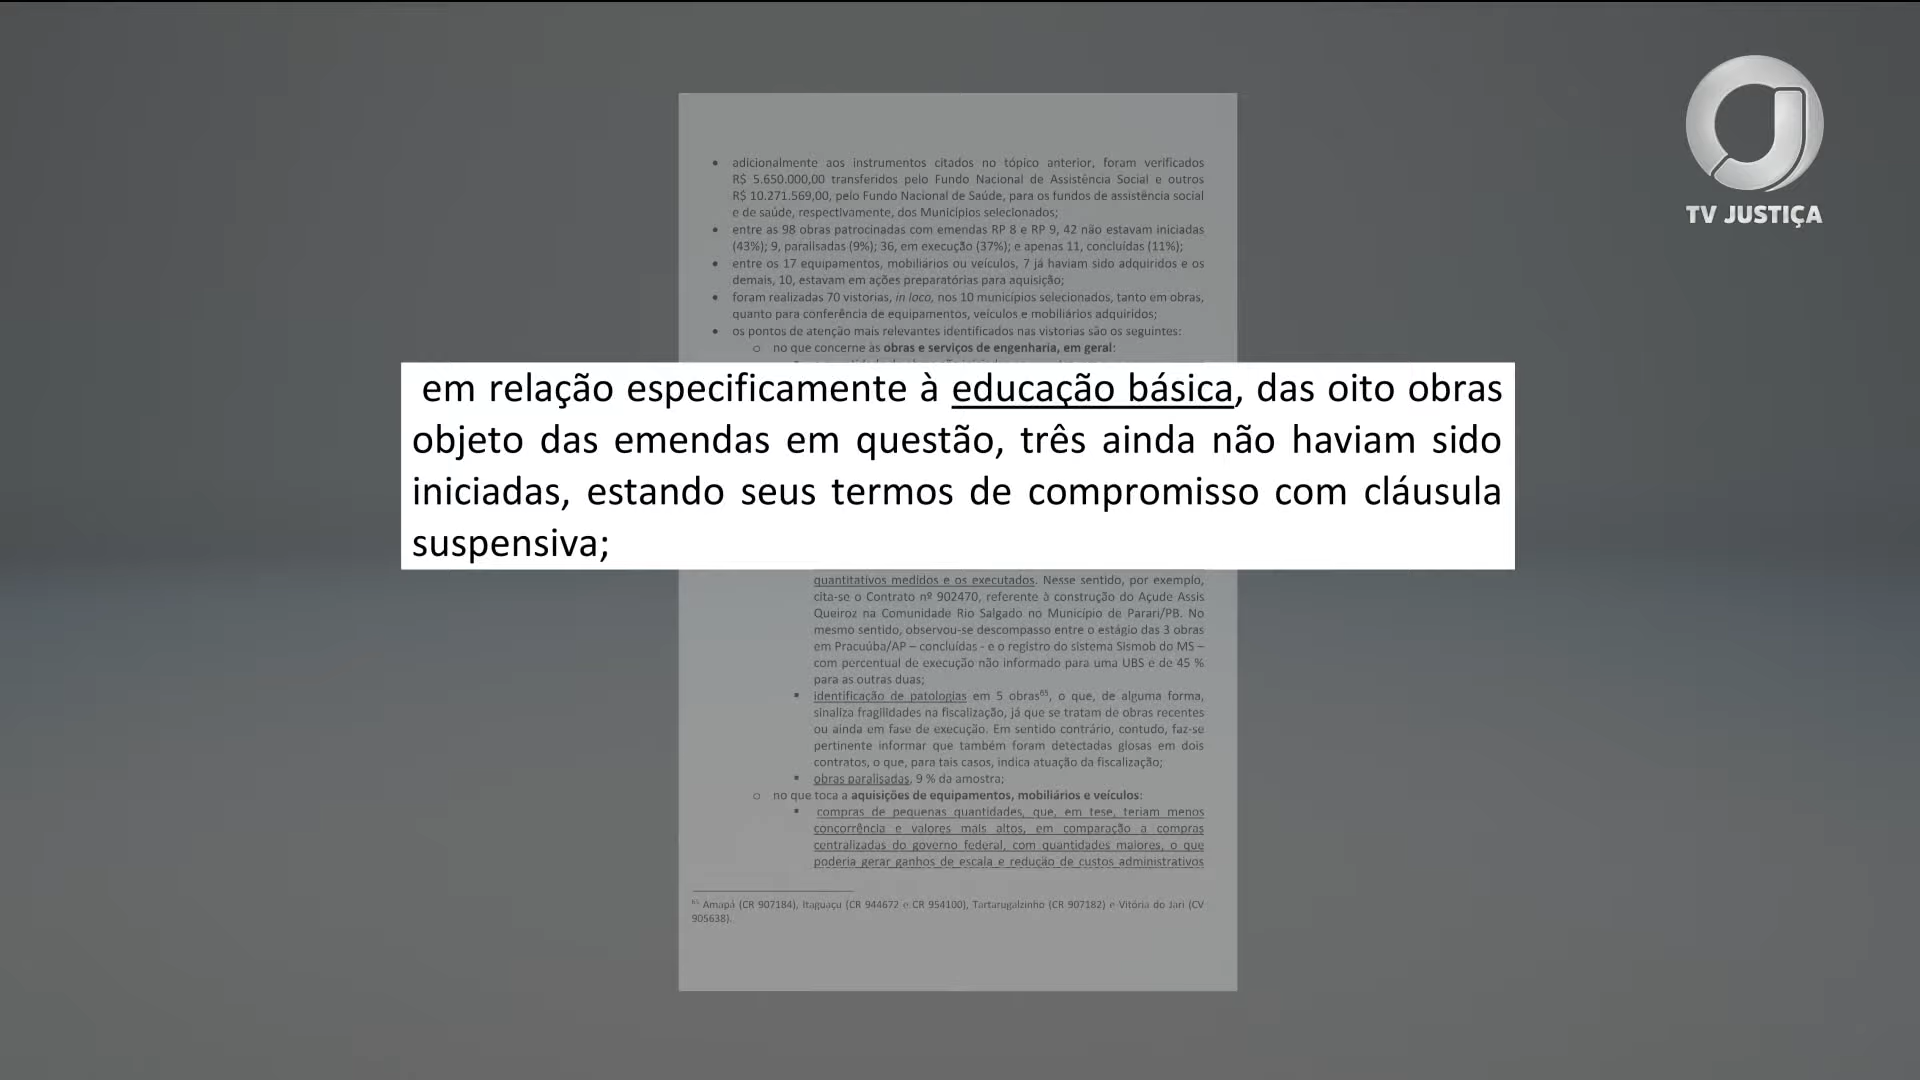 TV JUSTIÇA
• adicionalmente aos instrumentos citados no tópico anterior, foram verificados
R$ 5.650.000,00 transferidos pelo Fundo Nacional de Assistência Social e outros
R$ 10.271.569,00, pelo Fundo Nacional de Saúde, para os fundos de assistência social
e de saúde, respectivamente, dos Municípios selecionados;
• entre as 98 obras patrocinadas com emendas RP 8 e RP 9, 42 não estavam iniciadas
(43%); 9, paralisadas (9%); 36, em execução (37%); e apenas 11, concluídas (11%);
• entre os 17 equipamentos, mobiliários ou veículos, 7 já haviam sido adquiridos e os
demais, 10, estavam em ações preparatórias para aquisição;
• foram realizadas 70 vistorias, in loco, nos 10 municípios selecionados, tanto em obras,
quanto para conferência de equipamentos, veículos e mobiliários adquiridos;
• os pontos de atenção mais relevantes identificados nas vistorias são os seguintes:
o no que concerne às obras e serviços de engenharia, em geral:
em relação especificamente à educação básica, das oito obras
objeto das emendas em questão, três ainda não haviam sido
iniciadas, estando seus termos de compromisso com cláusula
suspensiva;
quantitativos medidos e os executados. Nesse sentido, por exemplo,
cita-se o Contrato nº 902470, referente à construção do Açude Assis
Queiroz na Comunidade Rio Salgado no Município de Parari/PB. No
mesmo sentido, observou-se descompasso entre o estágio das 3 obras
em Pracuúba/AP – concluídas - e o registro do sistema Sismob do MS –
com percentual de execução não informado para uma UBS e de 45 %
para as outras duas;
▪ identificação de patologias em 5 obras⁶⁵, o que, de alguma forma,
sinaliza fragilidades na fiscalização, já que se tratam de obras recentes
ou ainda em fase de execução. Em sentido contrário, contudo, faz-se
pertinente informar que também foram detectadas glosas em dois
contratos, o que, para tais casos, indica atuação da fiscalização;
▪ obras paralisadas, 9 % da amostra;
o no que toca a aquisições de equipamentos, mobiliários e veículos:
▪ compras de pequenas quantidades, que, em tese, teriam menos
concorrência e valores mais altos, em comparação a compras
centralizadas do governo federal, com quantidades maiores, o que
poderia gerar ganhos de escala e redução de custos administrativos
⁶⁵ Amapá (CR 907184), Itaguaçu (CR 944672 e CR 954100), Tartarugalzinho (CR 907182) e Vitória do Jari (CV
905638).